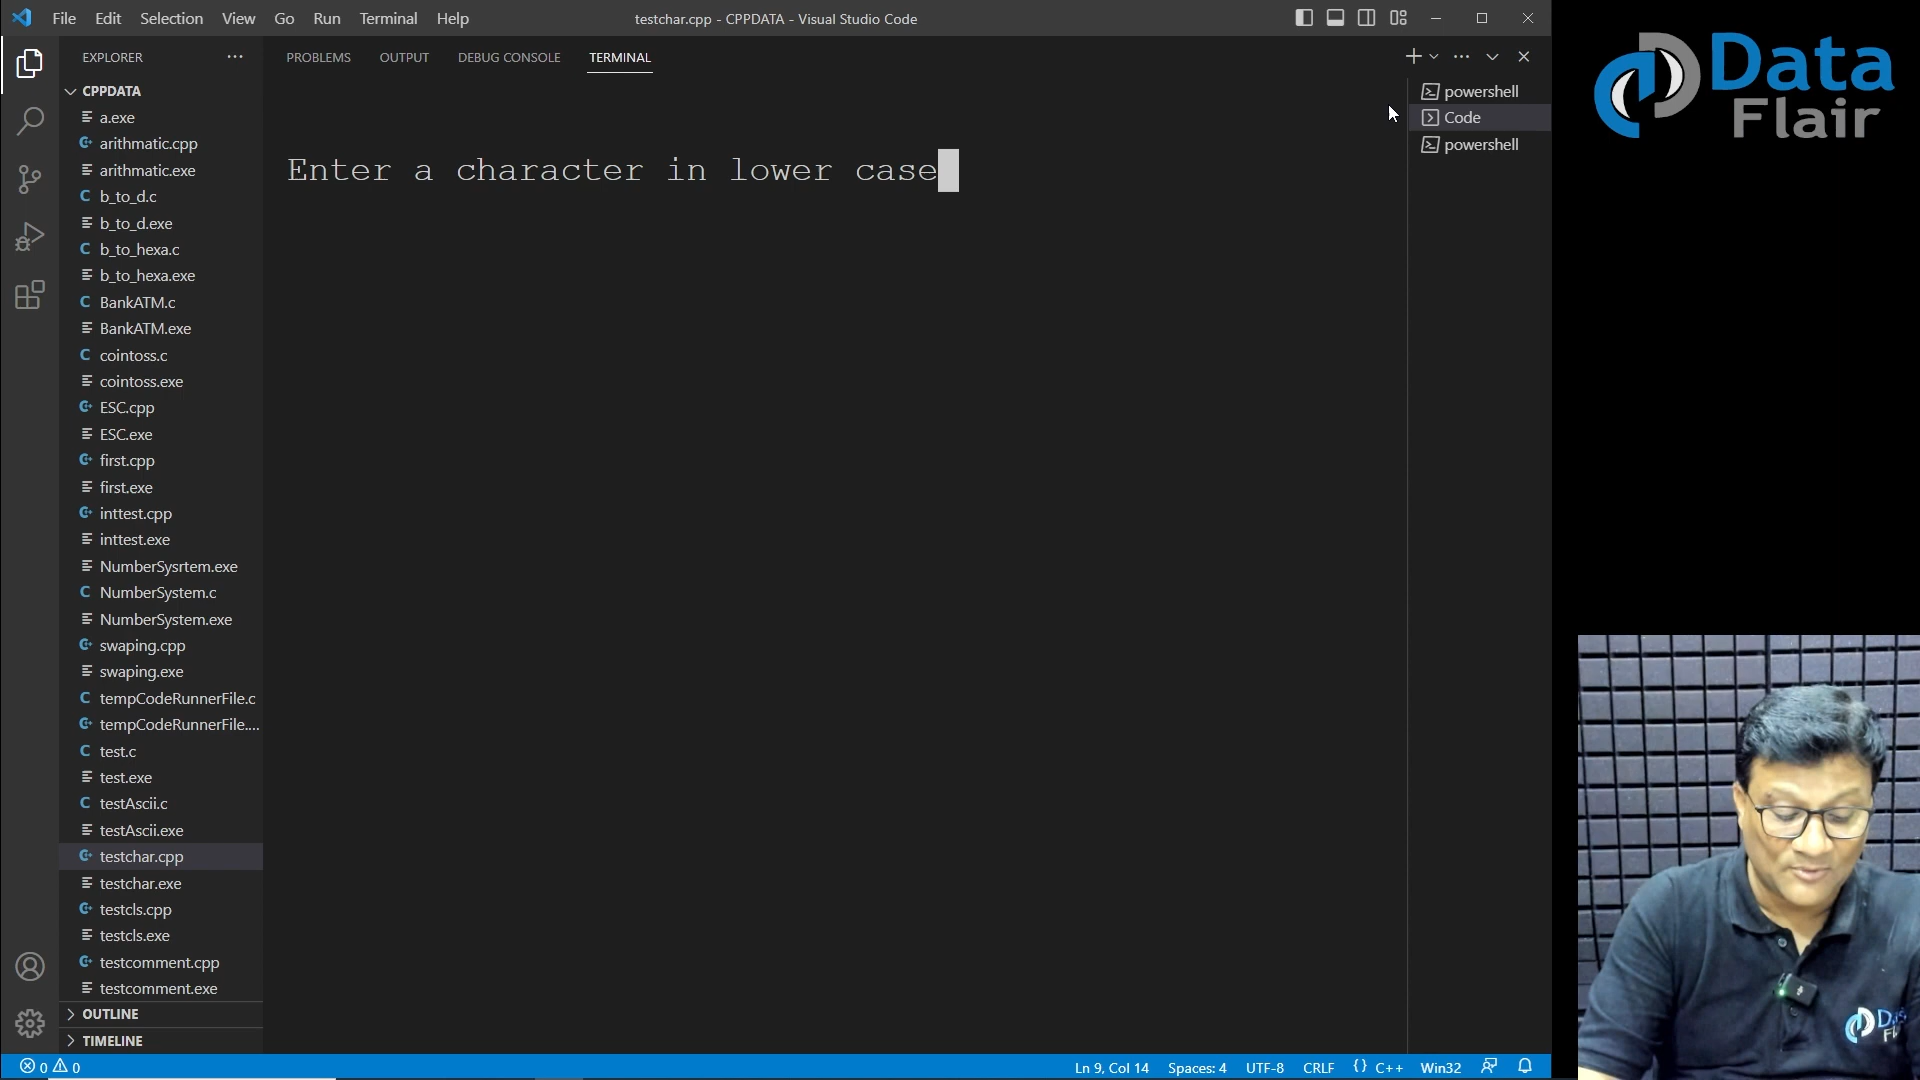 File Edit Selection View Go Run Terminal Help
testchar.cpp - CPPDATA - Visual Studio Code
EXPLORER
CPPDATA
a.exe
arithmatic.cpp
arithmatic.exe
b_to_d.c
b_to_d.exe
b_to_hexa.c
b_to_hexa.exe
BankATM.c
BankATM.exe
cointoss.c
cointoss.exe
ESC.cpp
ESC.exe
first.cpp
first.exe
inttest.cpp
inttest.exe
NumberSysrtem.exe
NumberSystem.c
NumberSystem.exe
swaping.cpp
swaping.exe
tempCodeRunnerFile.c
tempCodeRunnerFile....
test.c
test.exe
testAscii.c
testAscii.exe
testchar.cpp
testchar.exe
testcls.cpp
testcls.exe
testcomment.cpp
testcomment.exe
OUTLINE
TIMELINE
PROBLEMS OUTPUT DEBUG CONSOLE TERMINAL
Enter a character in lower case
powershell
Code
powershell
0 0
Ln 9, Col 14 Spaces: 4 UTF-8 CRLF {} C++ Win32
Data
Flair